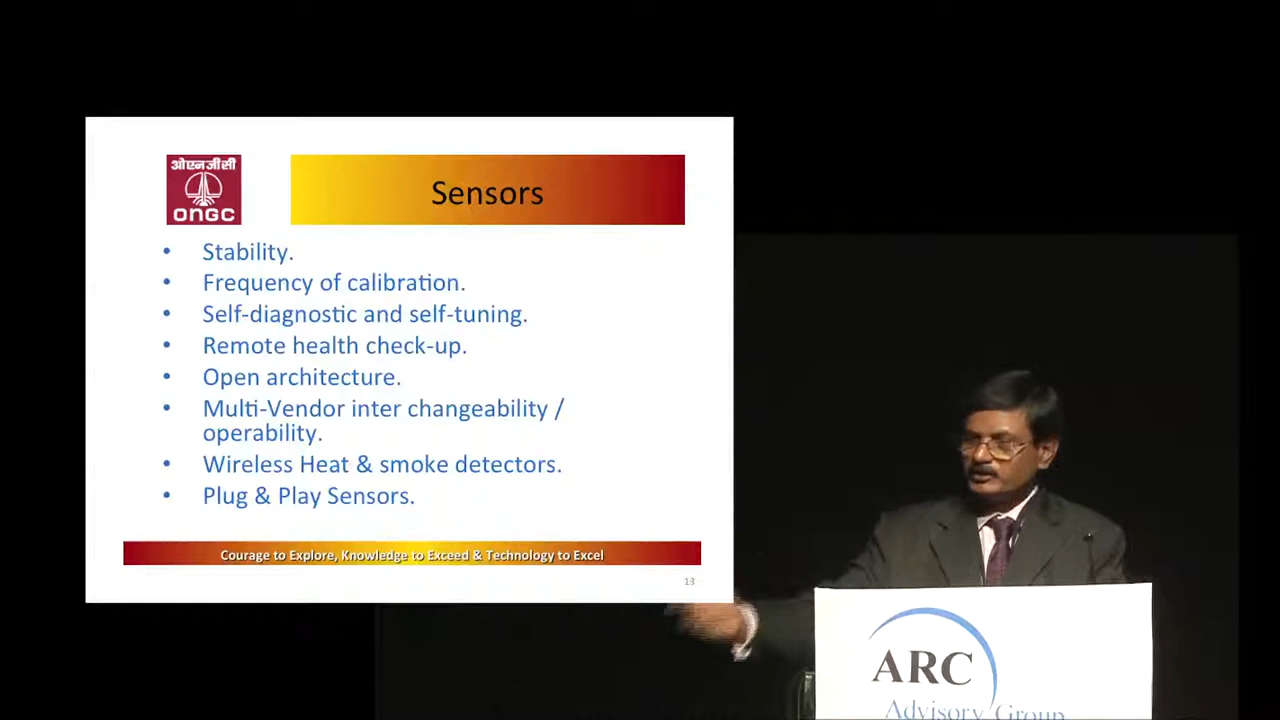 ओएनजीसी
ONGC
Sensors
• Stability.
• Frequency of calibration.
• Self-diagnostic and self-tuning.
• Remote health check-up.
• Open architecture.
• Multi-Vendor inter changeability /
operability.
• Wireless Heat & smoke detectors.
• Plug & Play Sensors.
Courage to Explore, Knowledge to Exceed & Technology to Excel
13
ARC
Advisory Group